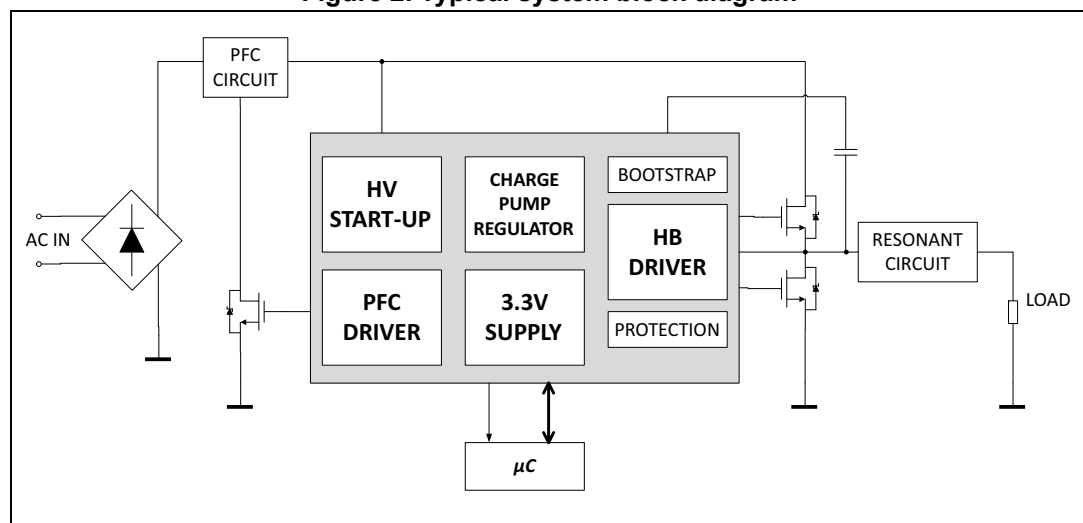 Figure 2. Typical system block diagram
PFC
CIRCUIT
HV
START-UP
CHARGE
PUMP
REGULATOR
BOOTSTRAP
HB
DRIVER
AC IN
RESONANT
CIRCUIT
PFC
DRIVER
3.3V
SUPPLY
PROTECTION
LOAD
μC